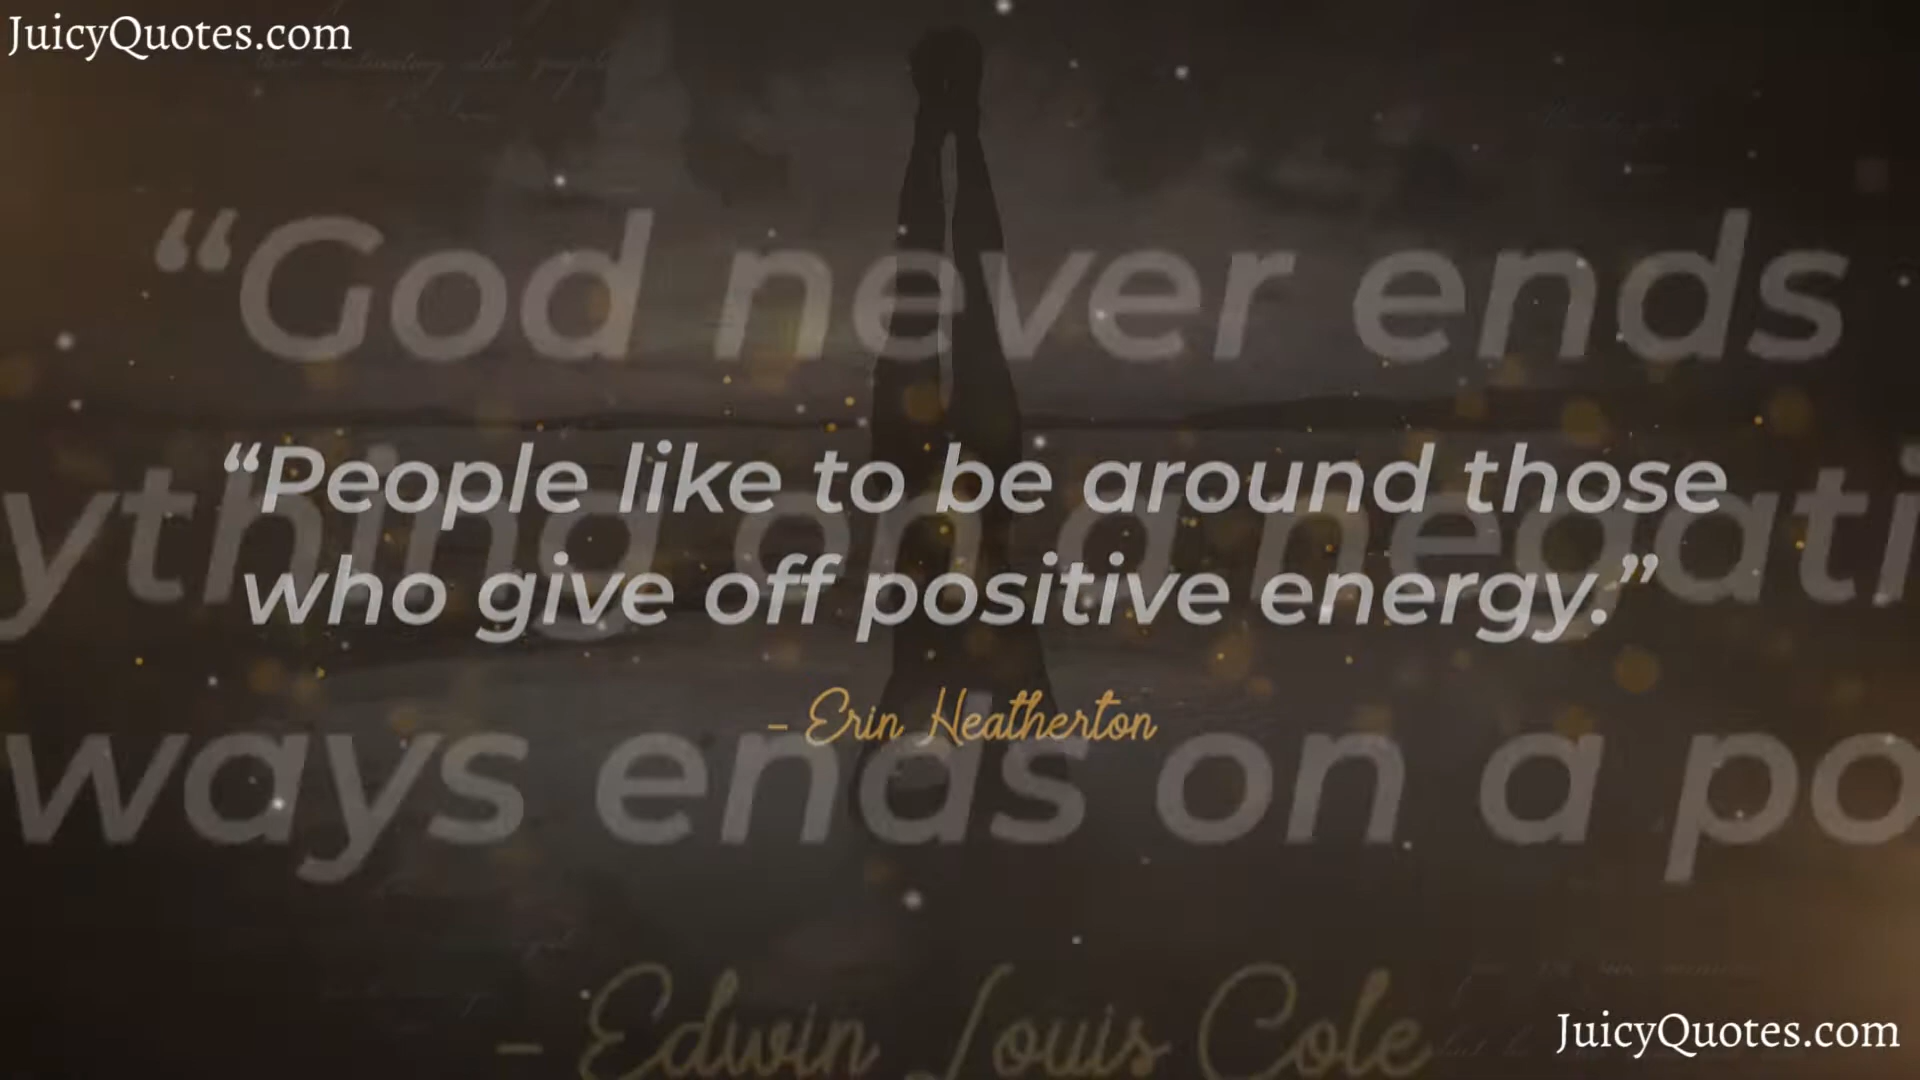 JuicyQuotes.com
“God never ends
“People like to be around those
ything on a negati
who give off positive energy.”
– Erin Heatherton
ways ends on a po
– Edwin Louis Cole
JuicyQuotes.com